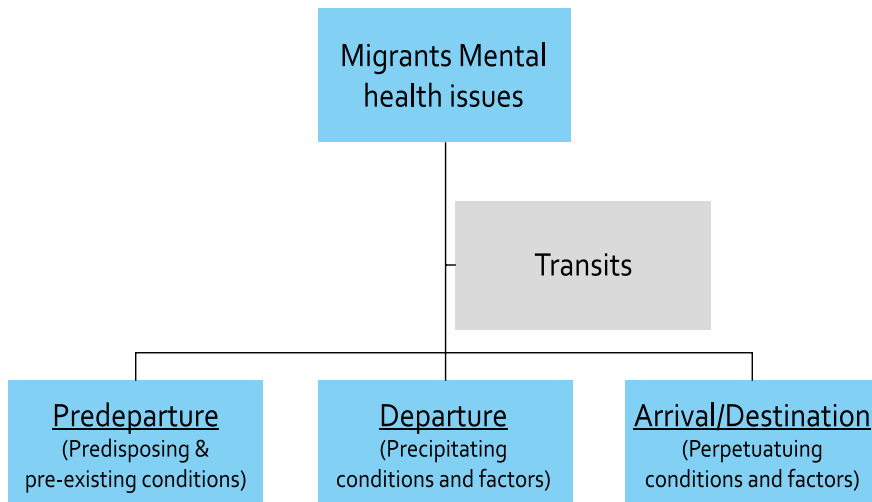 Migrants Mental
health issues
Transits
Predeparture
(Predisposing &
pre-existing conditions)
Departure
(Precipitating
conditions and factors)
Arrival/Destination
(Perpetuatuing
conditions and factors)